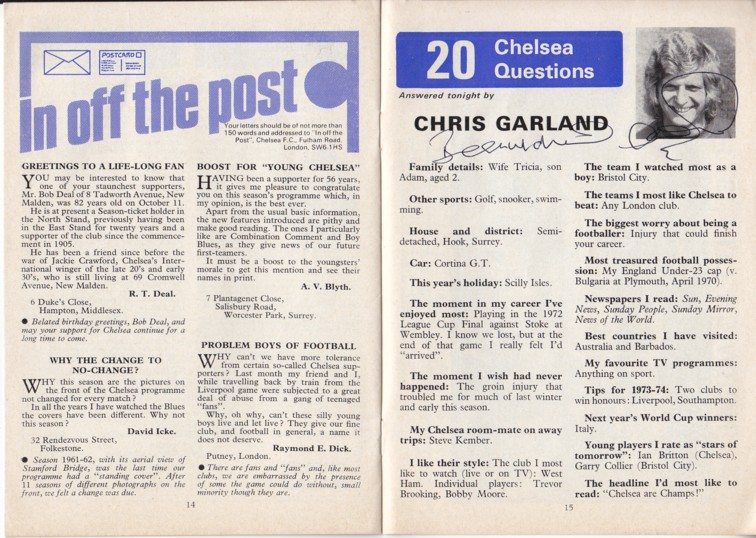 POSTCARD
in off the post
Your letters should be of not more than
150 words and addressed to "In off the
Post", Chelsea F.C., Fulham Road,
London, SW6.1HS
GREETINGS TO A LIFE-LONG FAN
YOU may be interested to know that
one of your staunchest supporters,
Mr. Bob Deal of 8 Tadworth Avenue, New
Malden, was 82 years old on October 11.
He is at present a Season-ticket holder in
the North Stand, previously having been
in the East Stand for twenty years and a
supporter of the club since the commence-
ment in 1905.
He has been a friend since before the
war of Jackie Crawford, Chelsea's Inter-
national winger of the late 20's and early
30's, who is still living at 69 Cromwell
Avenue, New Malden.
R. T. Deal.
6 Duke's Close,
Hampton, Middlesex.
● Belated birthday greetings, Bob Deal, and
may your support for Chelsea continue for a
long time to come.
WHY THE CHANGE TO
NO-CHANGE?
WHY this season are the pictures on
the front of the Chelsea programme
not changed for every match?
In all the years I have watched the Blues
the covers have been different. Why not
this season?
David Icke.
32 Rendezvous Street,
Folkestone.
● Season 1961-62, with its aerial view of
Stamford Bridge, was the last time our
programme had a "standing cover". After
11 seasons of different photographs on the
front, we felt a change was due.
BOOST FOR "YOUNG CHELSEA"
HAVING been a supporter for 56 years,
it gives me pleasure to congratulate
you on this season's programme which, in
my opinion, is the best ever.
Apart from the usual basic information,
the new features introduced are pithy and
make good reading. The ones I particularly
like are Combination Comment and Boy
Blues, as they give news of our future
first-teamers.
It must be a boost to the youngsters'
morale to get this mention and see their
names in print.
A. V. Blyth.
7 Plantagenet Close,
Salisbury Road,
Worcester Park, Surrey.
PROBLEM BOYS OF FOOTBALL
WHY can't we have more tolerance
from certain so-called Chelsea sup-
porters? Last month my friend and I,
while travelling back by train from the
Liverpool game were subjected to a great
deal of abuse from a gang of teenaged
"fans".
Why, oh why, can't these silly young
boys live and let live? They give our fine
club, and football in general, a name it
does not deserve.
Raymond E. Dick.
Putney, London.
● There are fans and "fans" and, like most
clubs, we are embarrassed by the presence
of some the game could do without, small
minority though they are.
14
20 Chelsea
Questions
Answered tonight by
CHRIS GARLAND
Family details: Wife Tricia, son
Adam, aged 2.
Other sports: Golf, snooker, swim-
ming.
House and district: Semi-
detached, Hook, Surrey.
Car: Cortina G.T.
This year's holiday: Scilly Isles.
The moment in my career I've
enjoyed most: Playing in the 1972
League Cup Final against Stoke at
Wembley. I know we lost, but at the
end of that game I really felt I'd
"arrived".
The moment I wish had never
happened: The groin injury that
troubled me for much of last winter
and early this season.
My Chelsea room-mate on away
trips: Steve Kember.
I like their style: The club I most
like to watch (live or on TV): West
Ham. Individual players: Trevor
Brooking, Bobby Moore.
The team I watched most as a
boy: Bristol City.
The teams I most like Chelsea to
beat: Any London club.
The biggest worry about being a
footballer: Injury that could finish
your career.
Most treasured football posses-
sion: My England Under-23 cap (v.
Bulgaria at Plymouth, April 1970).
Newspapers I read: Sun, Evening
News, Sunday People, Sunday Mirror,
News of the World.
Best countries I have visited:
Australia and Barbados.
My favourite TV programmes:
Anything on sport.
Tips for 1973-74: Two clubs to
win honours: Liverpool, Southampton.
Next year's World Cup winners:
Italy.
Young players I rate as "stars of
tomorrow": Ian Britton (Chelsea),
Garry Collier (Bristol City).
The headline I'd most like to
read: "Chelsea are Champs!"
15